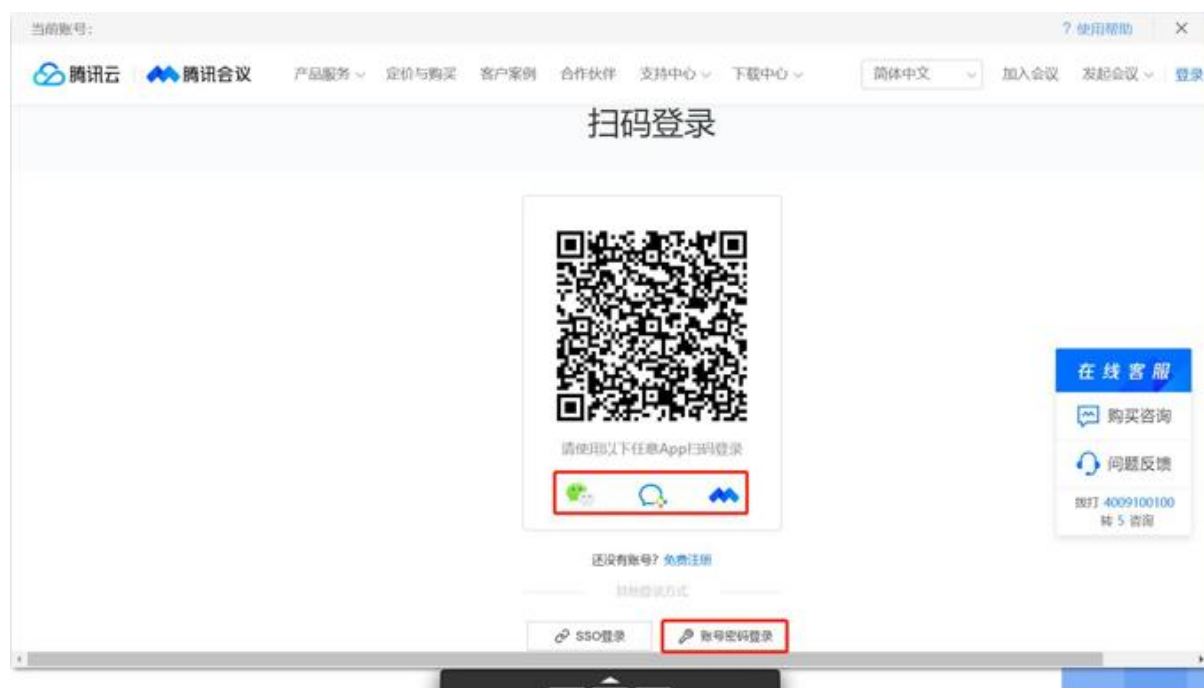 当前账号:
? 使用帮助
腾讯云 腾讯会议 产品服务 定价与购买 客户案例 合作伙伴 支持中心 下载中心 简体中文 加入会议 发起会议 登录
扫码登录
请使用以下任意App扫码登录
在线客服
购买咨询
问题反馈
拨打 4009100100
转 5 咨询
还没有账号? 免费注册
其他登录方式
SSO登录 账号密码登录